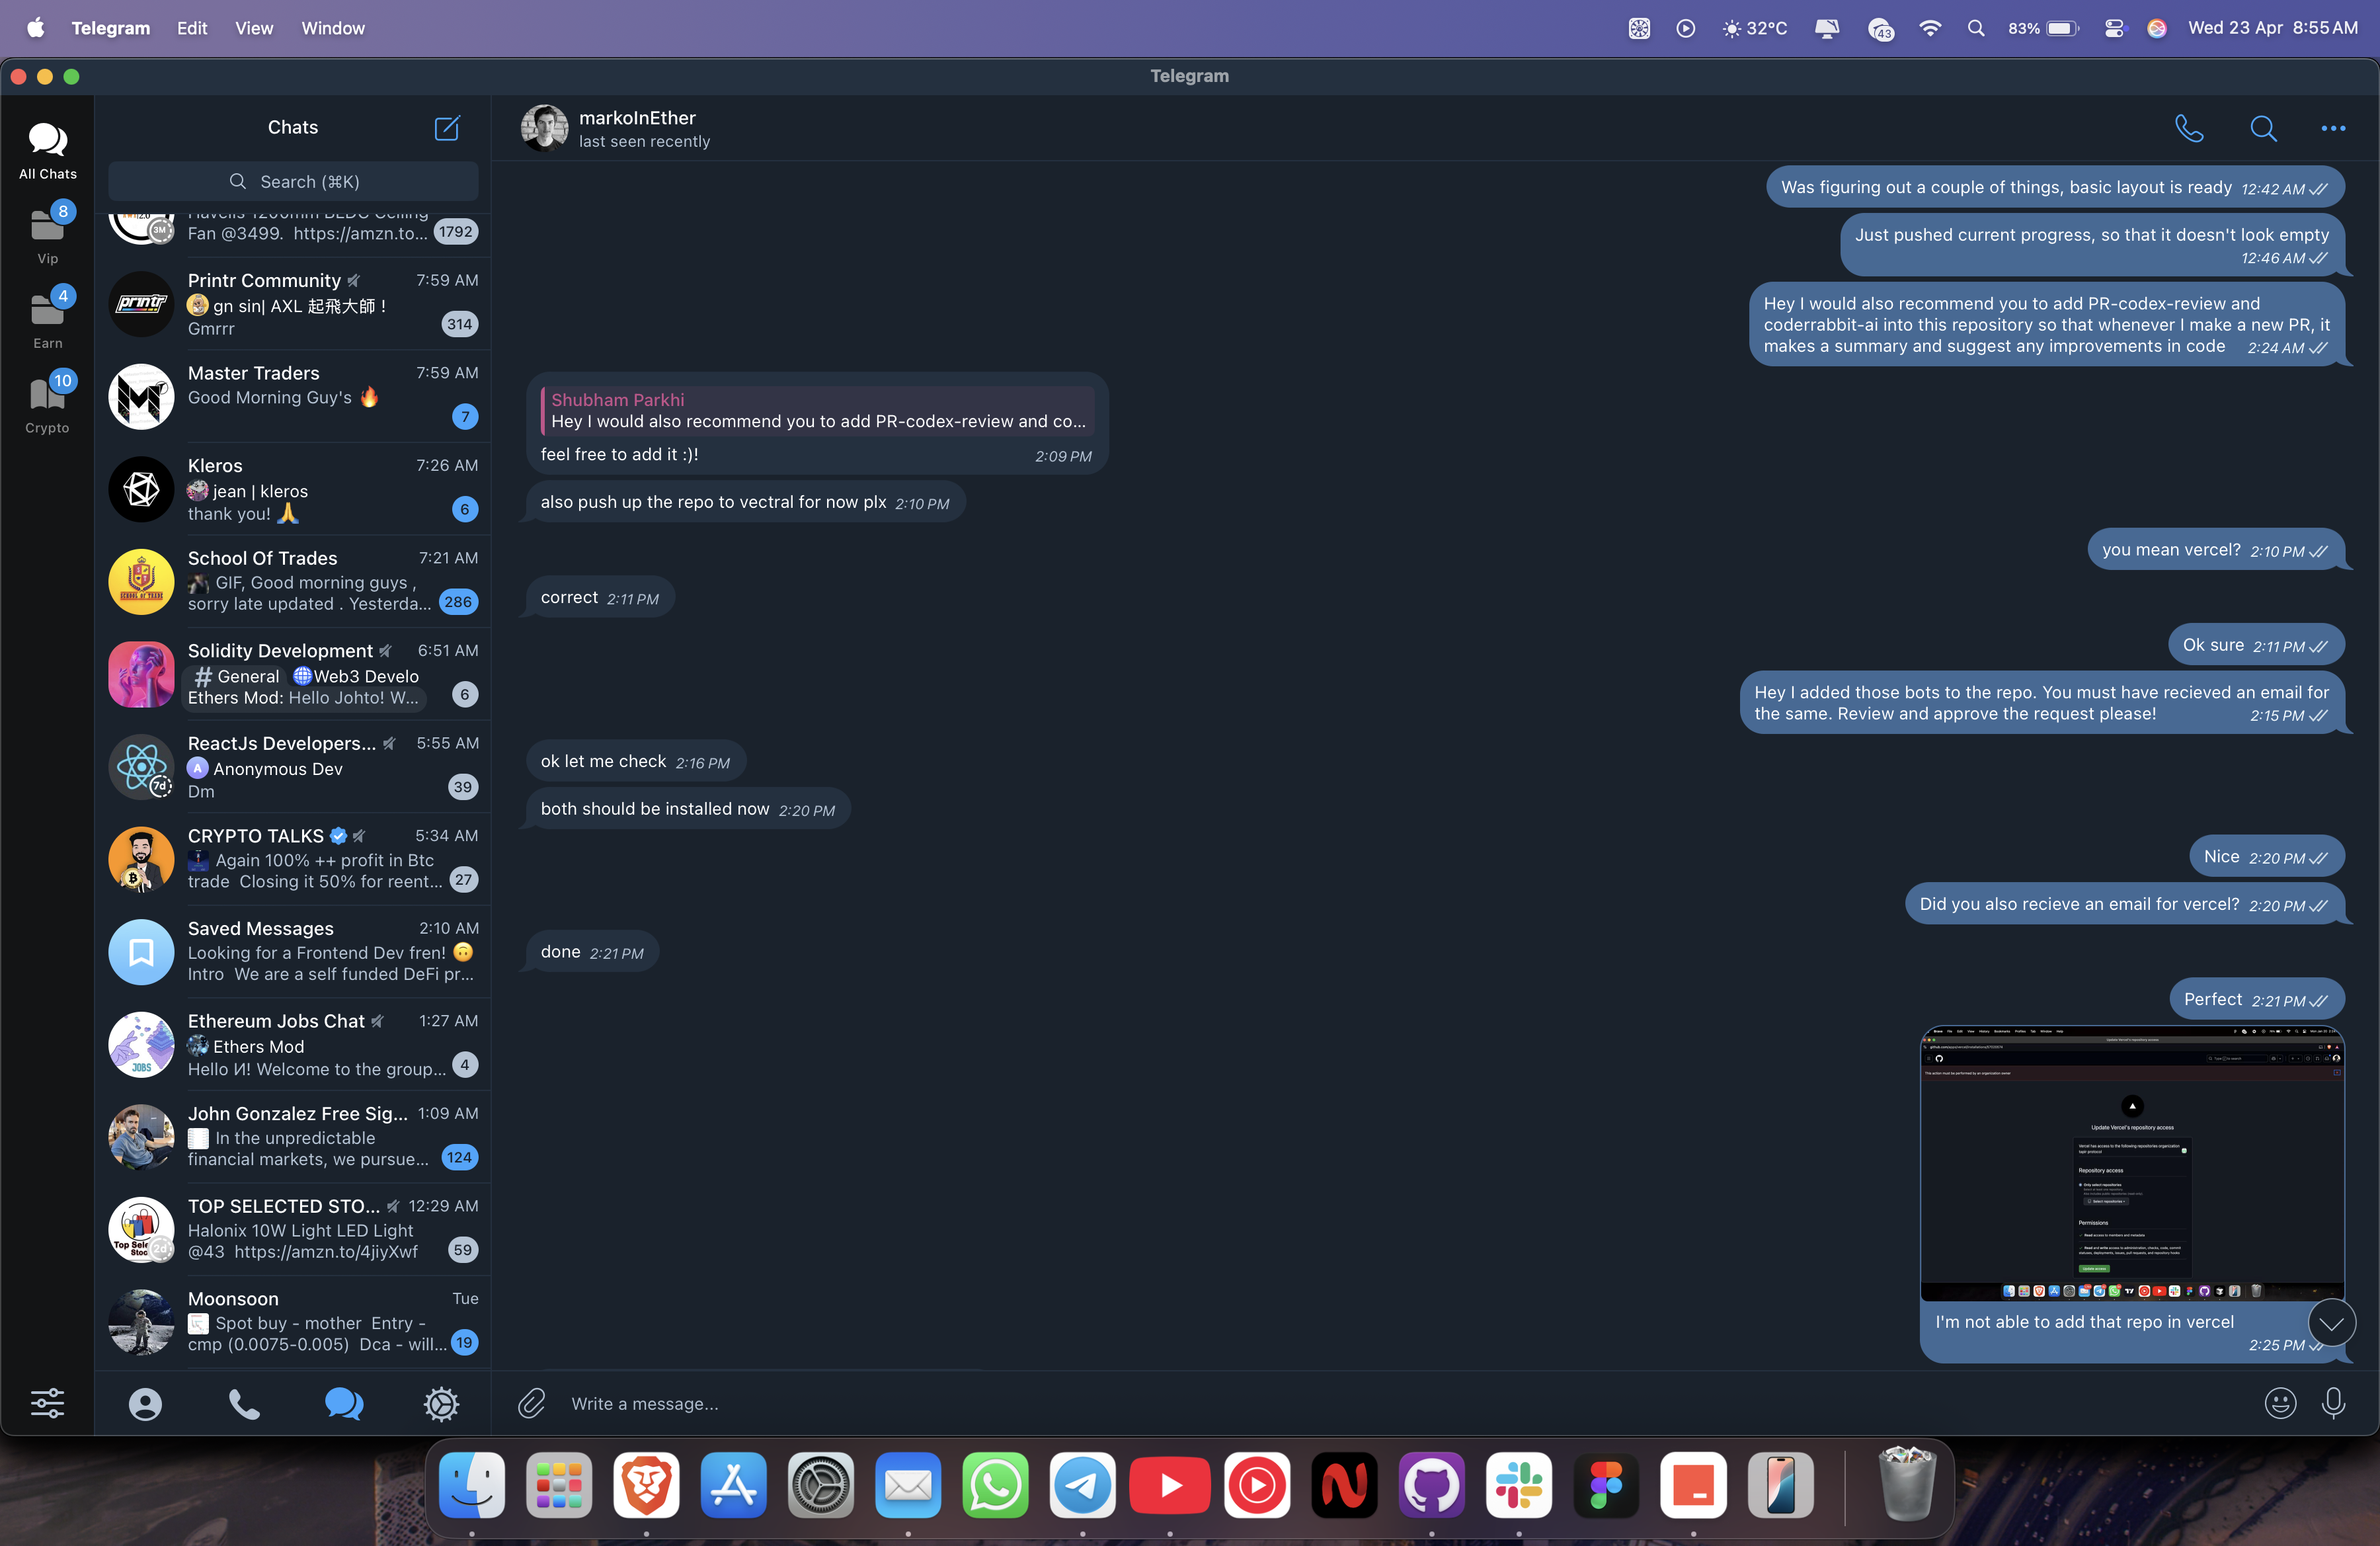 Telegram Edit View Window
32°C 43 83% Wed 23 Apr 8:55 AM
Telegram
All Chats
8
Vip
4
Earn
10
Crypto
Chats
Search (⌘K)
Fan @3499. https://amzn.to... 1792
3M
Printr Community 7:59 AM
gn sin| AXL 起飛大師！
Gmrrr 314
printr
Master Traders 7:59 AM
Good Morning Guy's 🔥
7
Kleros 7:26 AM
jean | kleros
thank you! 🙏 6
School Of Trades 7:21 AM
GIF, Good morning guys ,
sorry late updated . Yesterda... 286
Solidity Development 6:51 AM
# General 🌐Web3 Develo
Ethers Mod: Hello Johto! W... 6
ReactJs Developers... 5:55 AM
A Anonymous Dev
Dm 39
7d
CRYPTO TALKS 5:34 AM
Again 100% ++ profit in Btc
trade Closing it 50% for reent... 27
Saved Messages 2:10 AM
Looking for a Frontend Dev fren! 🙃
Intro We are a self funded DeFi pr...
Ethereum Jobs Chat 1:27 AM
Ethers Mod
Hello И! Welcome to the group... 4
JOBS
John Gonzalez Free Sig... 1:09 AM
In the unpredictable
financial markets, we pursue... 124
TOP SELECTED STO... 12:29 AM
Halonix 10W Light LED Light
@43 https://amzn.to/4jiyXwf 59
2d
Moonsoon Tue
Spot buy - mother Entry -
cmp (0.0075-0.005) Dca - will... 19
markoInEther
last seen recently
Was figuring out a couple of things, basic layout is ready 12:42 AM
Just pushed current progress, so that it doesn't look empty
12:46 AM
Hey I would also recommend you to add PR-codex-review and
coderrabbit-ai into this repository so that whenever I make a new PR, it
makes a summary and suggest any improvements in code 2:24 AM
Shubham Parkhi
Hey I would also recommend you to add PR-codex-review and co...
feel free to add it :)! 2:09 PM
also push up the repo to vectral for now plx 2:10 PM
you mean vercel? 2:10 PM
correct 2:11 PM
Ok sure 2:11 PM
Hey I added those bots to the repo. You must have recieved an email for
the same. Review and approve the request please! 2:15 PM
ok let me check 2:16 PM
both should be installed now 2:20 PM
Nice 2:20 PM
Did you also recieve an email for vercel? 2:20 PM
done 2:21 PM
Perfect 2:21 PM
Update Vercel's repository access
Repository access
Permissions
I'm not able to add that repo in vercel
2:25 PM
Write a message...